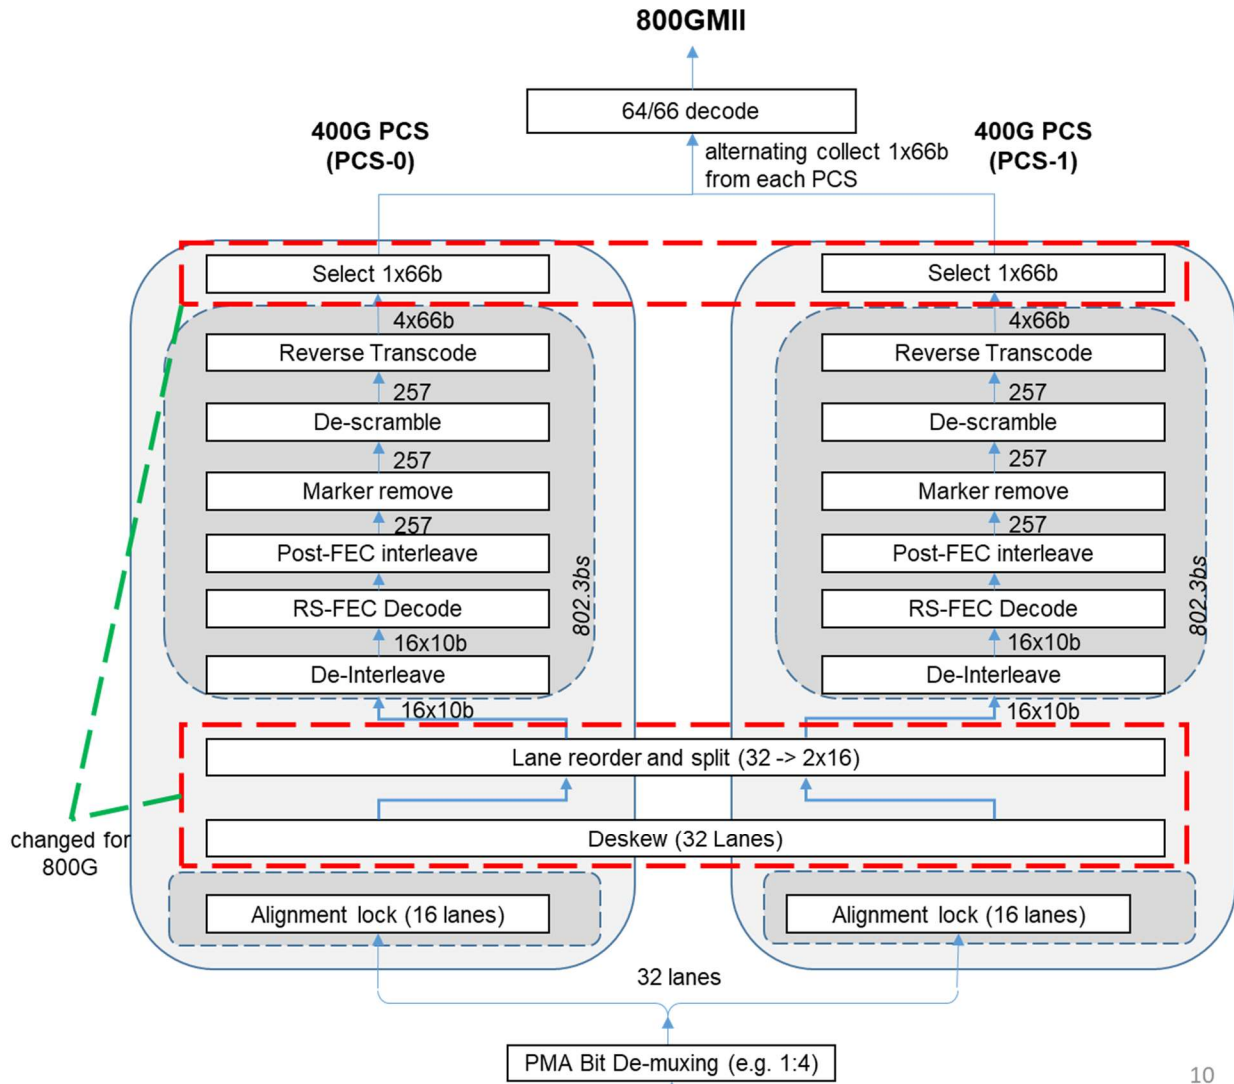 800GMII
64/66 decode
400G PCS
(PCS-0)
400G PCS
(PCS-1)
alternating collect 1x66b
from each PCS
Select 1x66b
Select 1x66b
4x66b
4x66b
Reverse Transcode
Reverse Transcode
257
257
De-scramble
De-scramble
257
257
Marker remove
Marker remove
257
257
Post-FEC interleave
Post-FEC interleave
802.3bs
802.3bs
RS-FEC Decode
RS-FEC Decode
16x10b
16x10b
De-Interleave
De-Interleave
16x10b
16x10b
Lane reorder and split (32 -> 2x16)
changed for
800G
Deskew (32 Lanes)
Alignment lock (16 lanes)
Alignment lock (16 lanes)
32 lanes
PMA Bit De-muxing (e.g. 1:4)
10